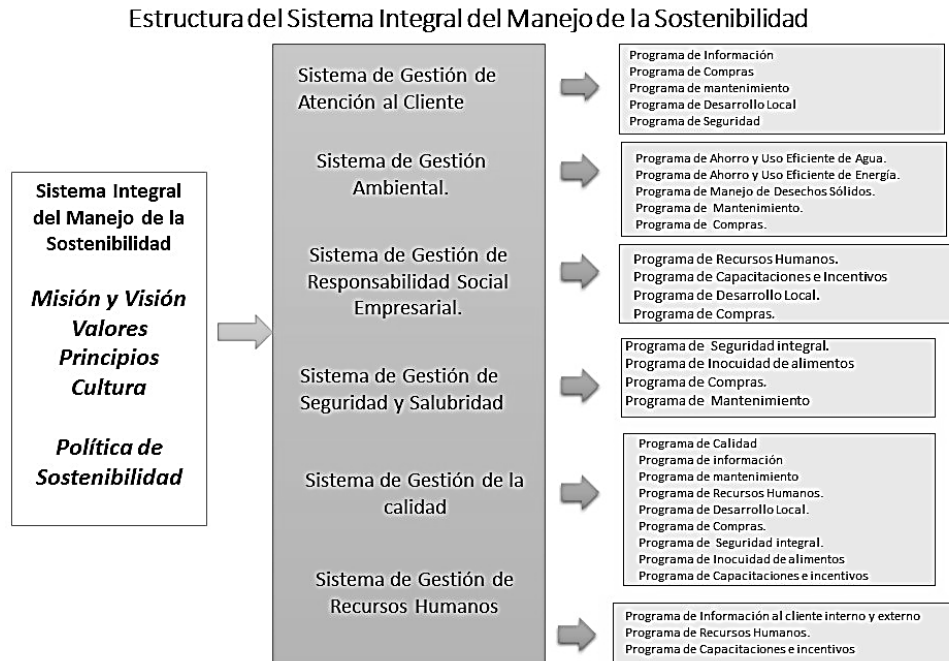 Estructura del Sistema Integral del Manejo de la Sostenibilidad
Sistema Integral
del Manejo de la
Sostenibilidad
Misión y Visión
Valores
Principios
Cultura
Política de
Sostenibilidad
Sistema de Gestión de
Atención al Cliente
Programa de Información
Programa de Compras
Programa de mantenimiento
Programa de Desarrollo Local
Programa de Seguridad
Sistema de Gestión
Ambiental.
Programa de Ahorro y Uso Eficiente de Agua.
Programa de Ahorro y Uso Eficiente de Energía.
Programa de Manejo de Desechos Sólidos.
Programa de Mantenimiento.
Programa de Compras.
Sistema de Gestión de
Responsabilidad Social
Empresarial.
Programa de Recursos Humanos.
Programa de Capacitaciones e Incentivos
Programa de Desarrollo Local.
Programa de Compras.
Sistema de Gestión de
Seguridad y Salubridad
Programa de Seguridad integral.
Programa de Inocuidad de alimentos
Programa de Compras.
Programa de Mantenimiento
Sistema de Gestión de la
calidad
Programa de Calidad
Programa de información
Programa de mantenimiento
Programa de Recursos Humanos.
Programa de Desarrollo Local.
Programa de Compras.
Programa de Seguridad integral.
Programa de Inocuidad de alimentos
Programa de Capacitaciones e incentivos
Sistema de Gestión de
Recursos Humanos
Programa de Información al cliente interno y externo
Programa de Recursos Humanos.
Programa de Capacitaciones e incentivos